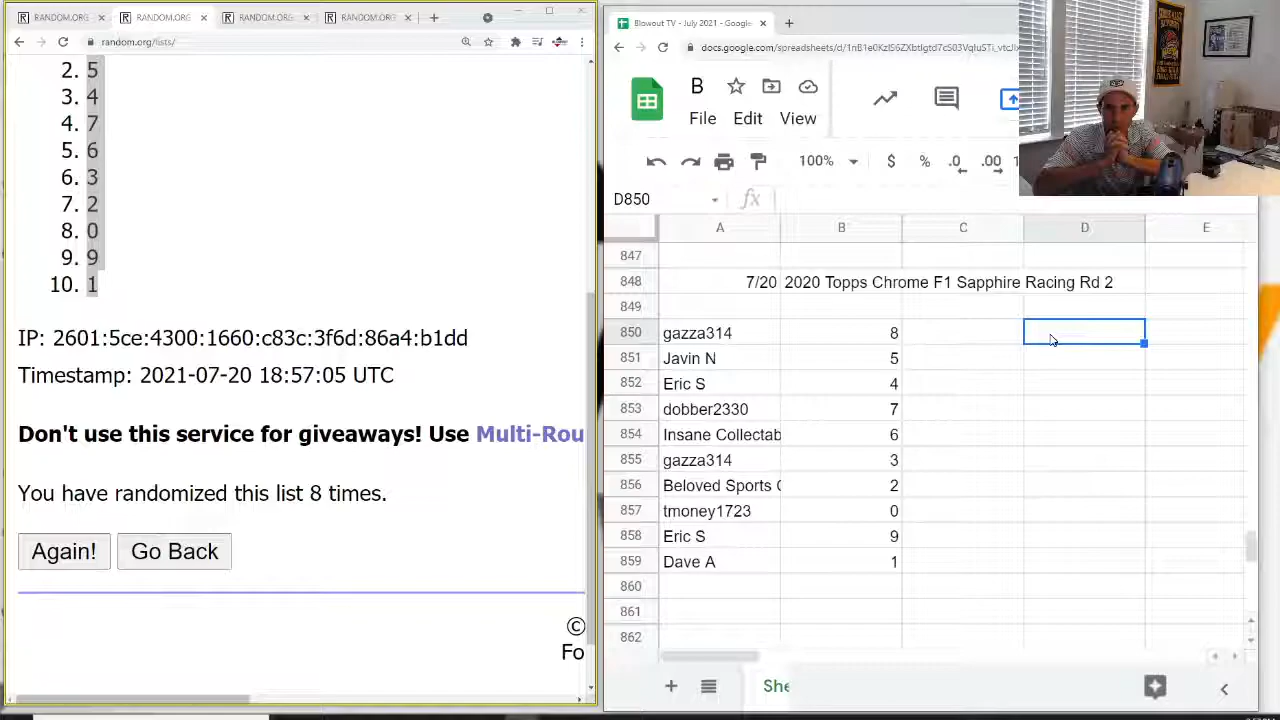 RANDOM.ORG
RANDOM.ORG
RANDOM.ORG
RANDOM.ORG
random.org/lists/
2. 5
3. 4
4. 7
5. 6
6. 3
7. 2
8. 0
9. 9
10. 1
IP: 2601:5ce:4300:1660:c83c:3f6d:86a4:b1dd
Timestamp: 2021-07-20 18:57:05 UTC
Don't use this service for giveaways! Use Multi-Rou
You have randomized this list 8 times.
Again! Go Back
©
Fo
Blowout TV - July 2021 - Google
B
File Edit View
100% $ % .0 .00 1
D850 fx
A B C D E
847
848 7/20 2020 Topps Chrome F1 Sapphire Racing Rd 2
849
850 gazza314 8
851 Javin N 5
852 Eric S 4
853 dobber2330 7
854 Insane Collectab 6
855 gazza314 3
856 Beloved Sports C 2
857 tmoney1723 0
858 Eric S 9
859 Dave A 1
860
861
862
She